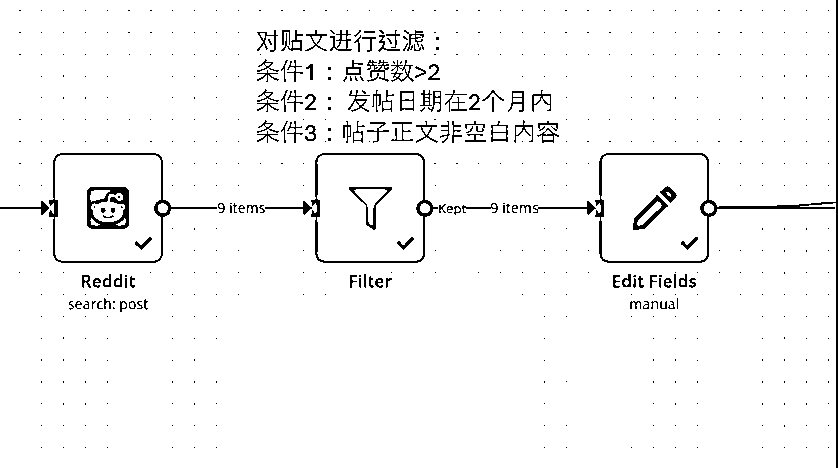 对贴文进行过滤：
条件1：点赞数>2
条件2： 发帖日期在2个月内
条件3：帖子正文非空白内容
9 items
Kept
9 items
Reddit
search: post
Filter
Edit Fields
manual